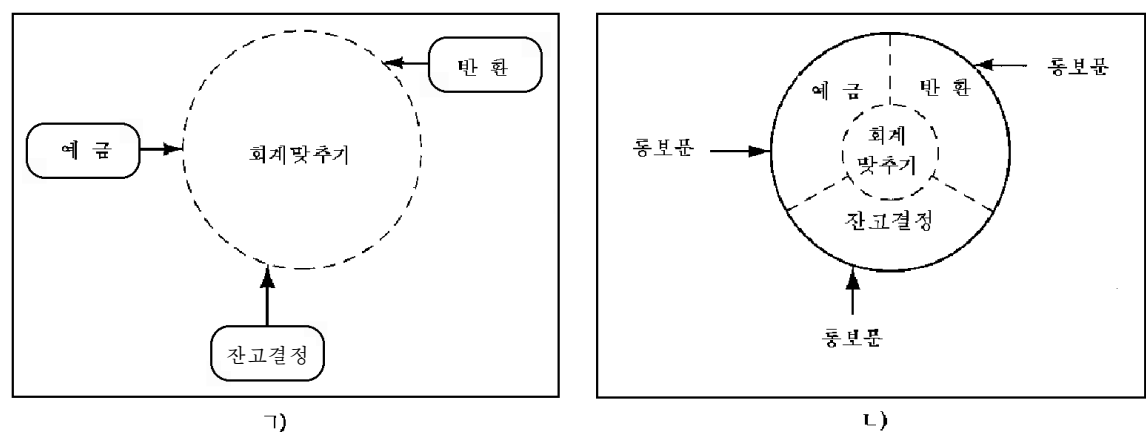 반 환
예 금
회계맞추기
잔고결정
ㄱ)
예 금
반 환
통보문
통보문
회계
맞추기
잔고결정
통보문
ㄴ)